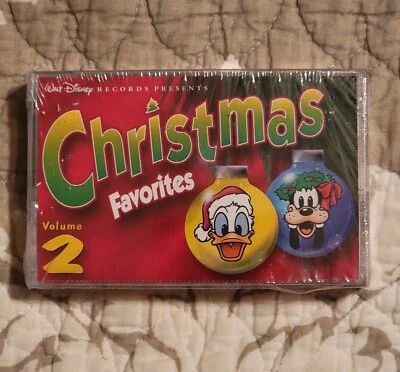 Walt Disney RECORDS PRESENTS
Christmas
Favorites
Volume
2